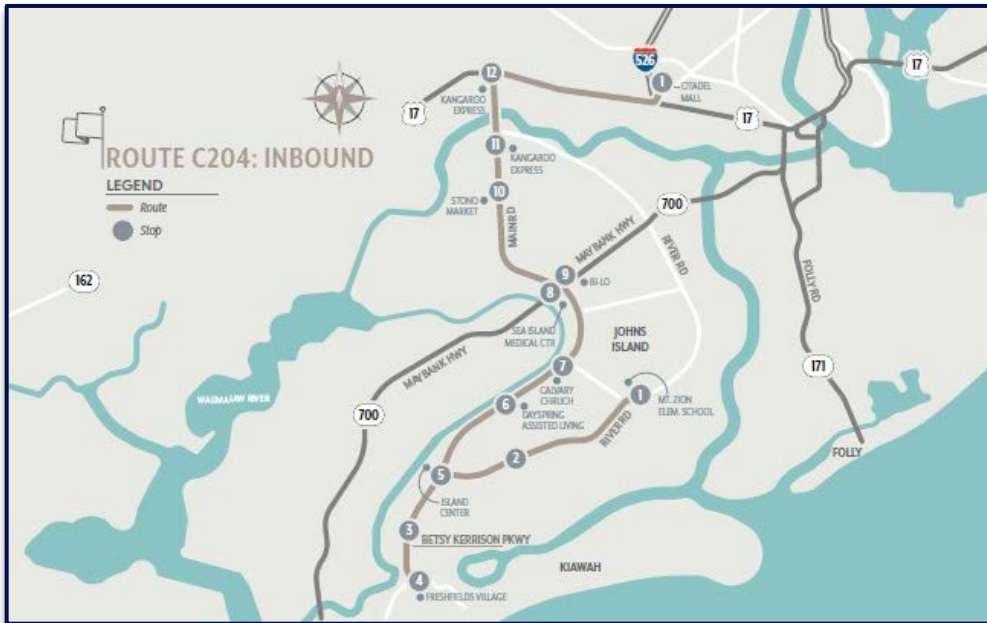 526
12
1
CITADEL
MALL
17
KANGAROO
EXPRESS
17
17
ROUTE C204: INBOUND
LEGEND
Route
Stop
11
KANGAROO
EXPRESS
10
STONO
MARKET
MAIN RD
700
MAYBANK HWY
RIVER RD
162
9
BI-LO
8
FOLLY RD
SEA ISLAND
MEDICAL CTR
JOHNS
ISLAND
MAYBANK HWY
7
171
CALVARY
CHRUCH
WADMALAW RIVER
1
MT. ZION
ELEM. SCHOOL
6
DAYSPRING
ASSISTED LIVING
700
RIVER RD
FOLLY
2
5
ISLAND
CENTER
3
BETSY KERRISON PKWY
KIAWAH
4
FRESHFIELDS VILLAGE